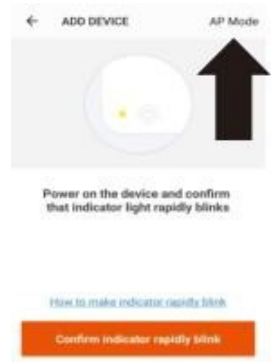 ADD DEVICE
AP Mode
Power on the device and confirm
that indicator light rapidly blinks
How to make indicator rapidly blink
Confirm indicator rapidly blink